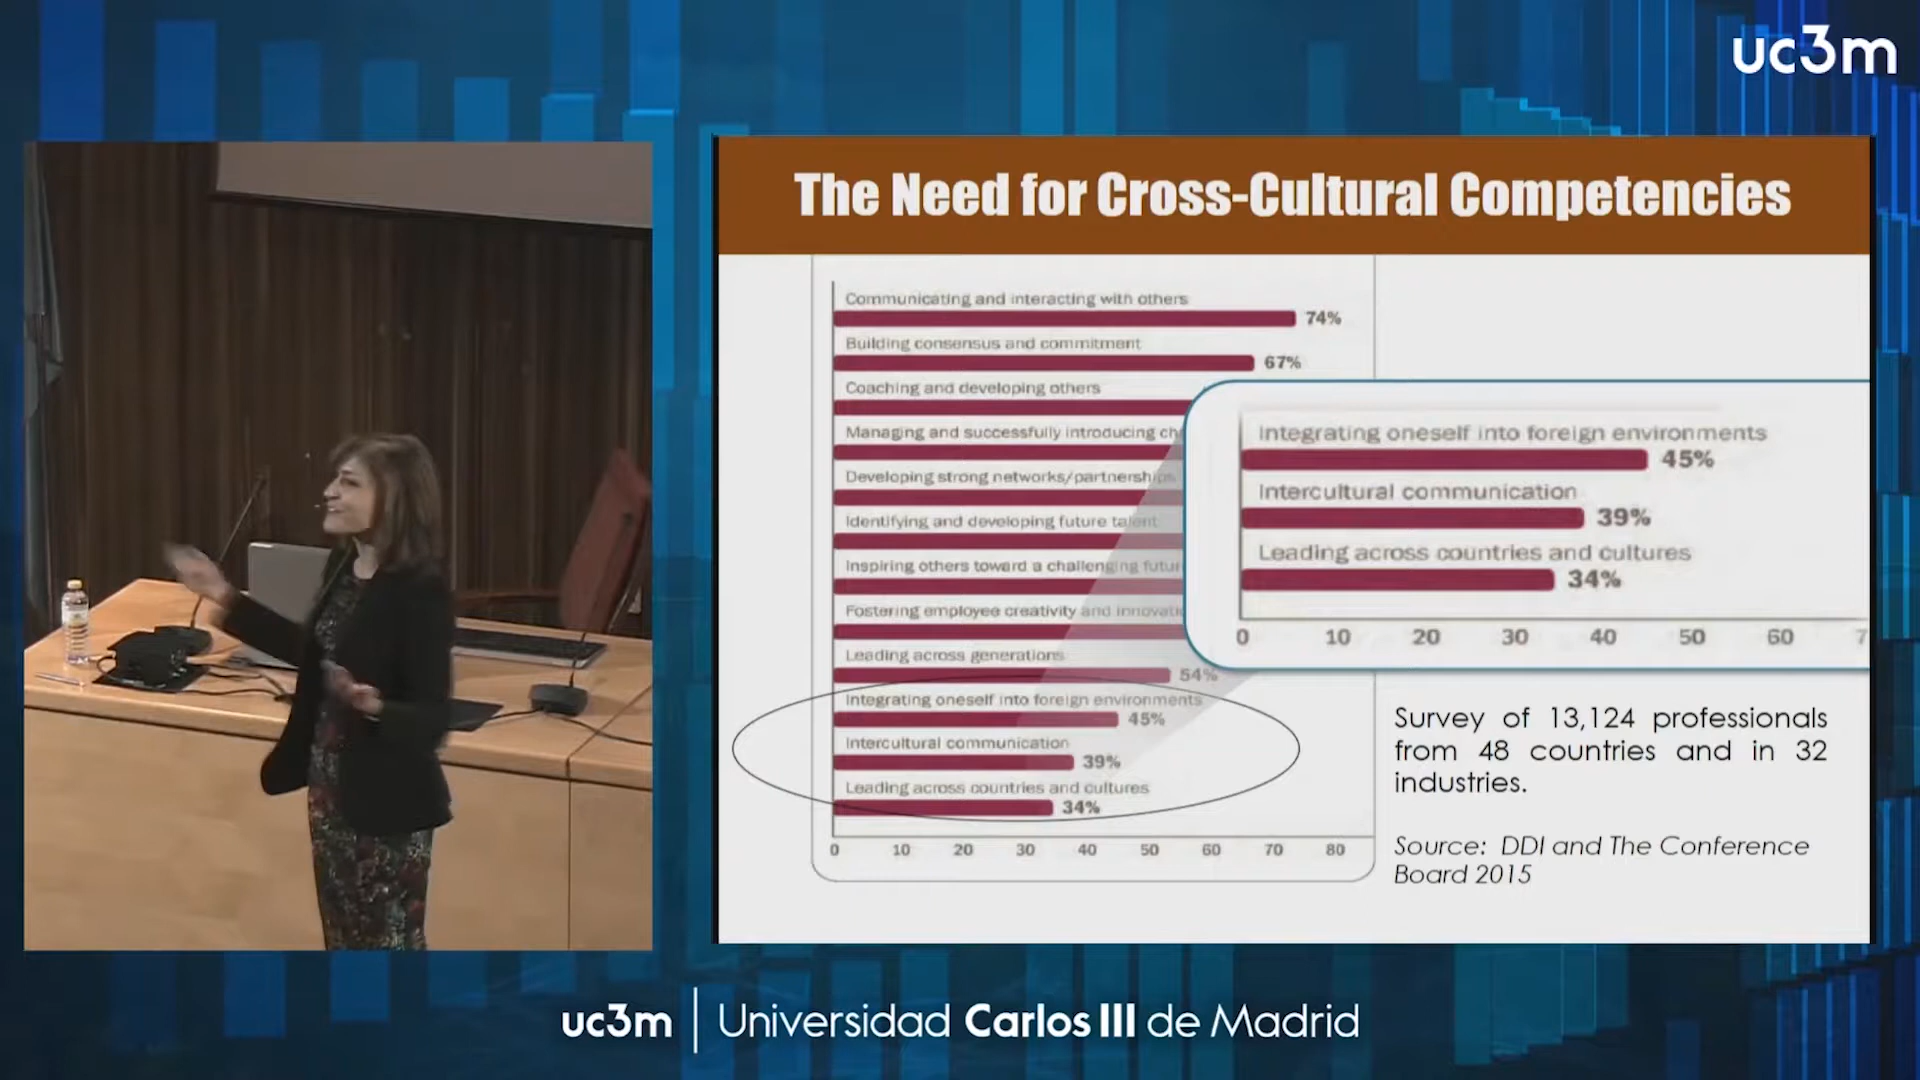 uc3m
The Need for Cross-Cultural Competencies
Communicating and interacting with others
74%
Building consensus and commitment
67%
Coaching and developing others
Managing and successfully introducing
Developing strong networks/partnerships
Identifying and developing future talent
Inspiring others toward a challenging future
Fostering employee creativity and
Leading across generations
54%
Integrating oneself into foreign environments
45%
Intercultural communication
39%
Leading across countries and cultures
34%
0 10 20 30 40 50 60 70 80
Integrating oneself into foreign environments
45%
Intercultural communication
39%
Leading across countries and cultures
34%
0 10 20 30 40 50 60 7
Survey of 13,124 professionals
from 48 countries and in 32
industries.
Source: DDI and The Conference
Board 2015
uc3m | Universidad Carlos III de Madrid